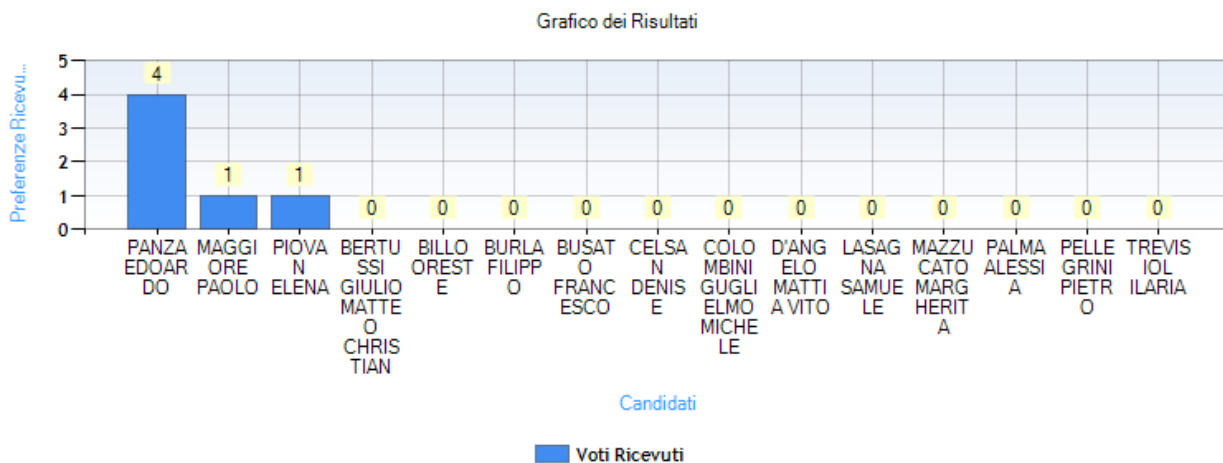 Grafico dei Risultati
Preferenze Ricevu...
5
4
3
2
1
0
4
1
1
0
0
0
0
0
0
0
0
0
0
0
0
PANZA
EDOAR
DO
MAGGI
ORE
PAOLO
PIOVA
N
ELENA
BERTU
SSI
GIULIO
MATTE
O
CHRIS
TIAN
BILLO
OREST
E
BURLA
FILIPP
O
BUSAT
O
FRANC
ESCO
CELSA
N
DENIS
E
COLO
MBINI
GUGLI
ELMO
MICHE
LE
D'ANG
ELO
MATTI
A VITO
LASAG
NA
SAMUE
LE
MAZZU
CATO
MARG
HERIT
A
PALMA
ALESSI
A
PELLE
GRINI
PIETR
O
TREVIS
IOL
ILARIA
Candidati
Voti Ricevuti